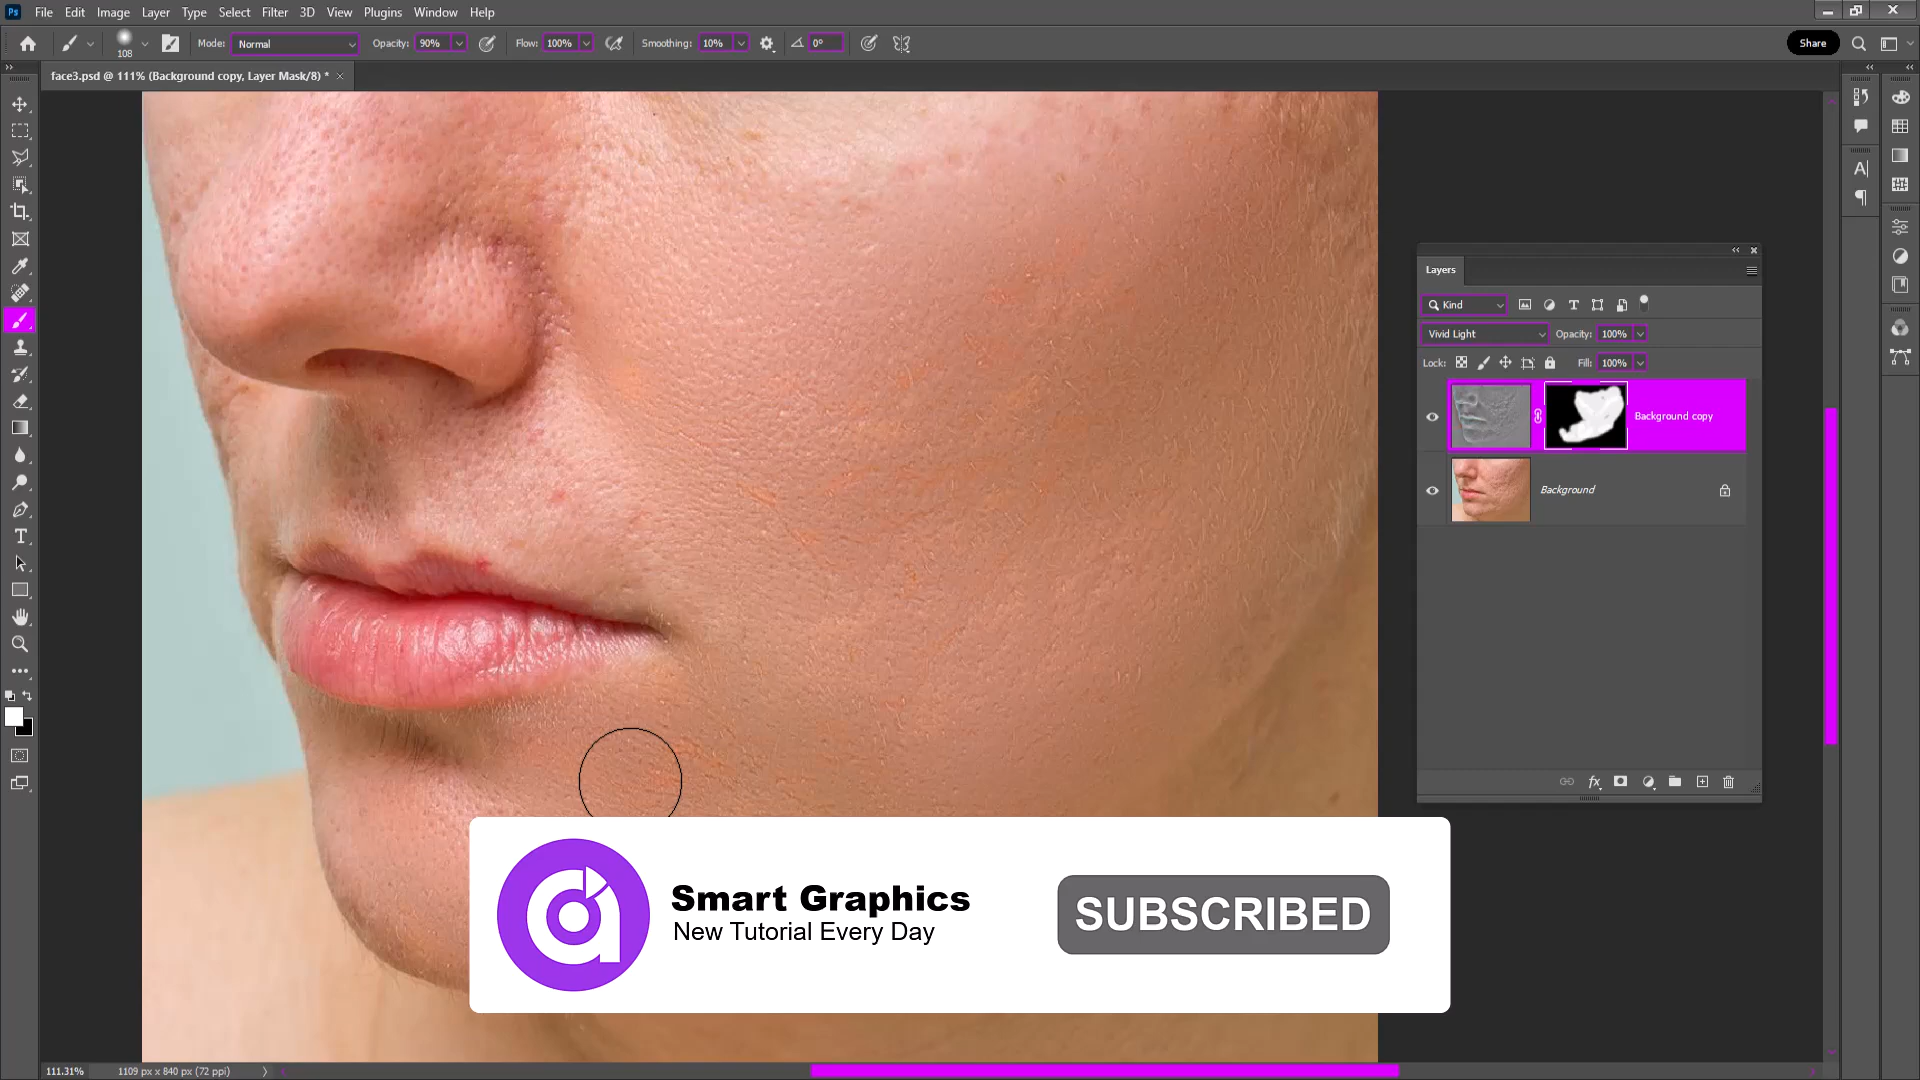 Ps File Edit Image Layer Type Select Filter 3D View Plugins Window Help
108 Mode: Normal Opacity: 90% Flow: 100% Smoothing: 10% 0° Share
face3.psd @ 111% (Background copy, Layer Mask/8) *
Layers
Kind
Vivid Light Opacity: 100%
Lock: Fill: 100%
Background copy
Background
fx
Smart Graphics
New Tutorial Every Day
SUBSCRIBED
111.31% 1109 px x 840 px (72 ppi)